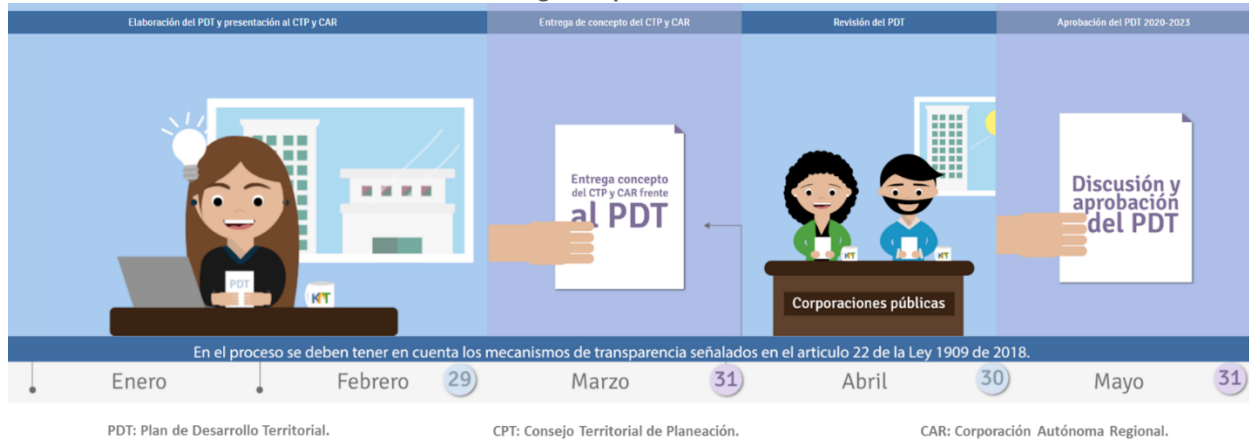 Elaboración del PDT y presentación al CTP y CAR
Entrega de concepto del CTP y CAR
Revisión del PDT
Aprobación del PDT 2020-2023
PDT
KPT
Entrega concepto
del CTP y CAR frente
al PDT
KPT
KPT
Corporaciones públicas
Discusión y
aprobación
del PDT
En el proceso se deben tener en cuenta los mecanismos de transparencia señalados en el articulo 22 de la Ley 1909 de 2018.
Enero
Febrero
29
Marzo
31
Abril
30
Mayo
31
PDT: Plan de Desarrollo Territorial.
CPT: Consejo Territorial de Planeación.
CAR: Corporación Autónoma Regional.